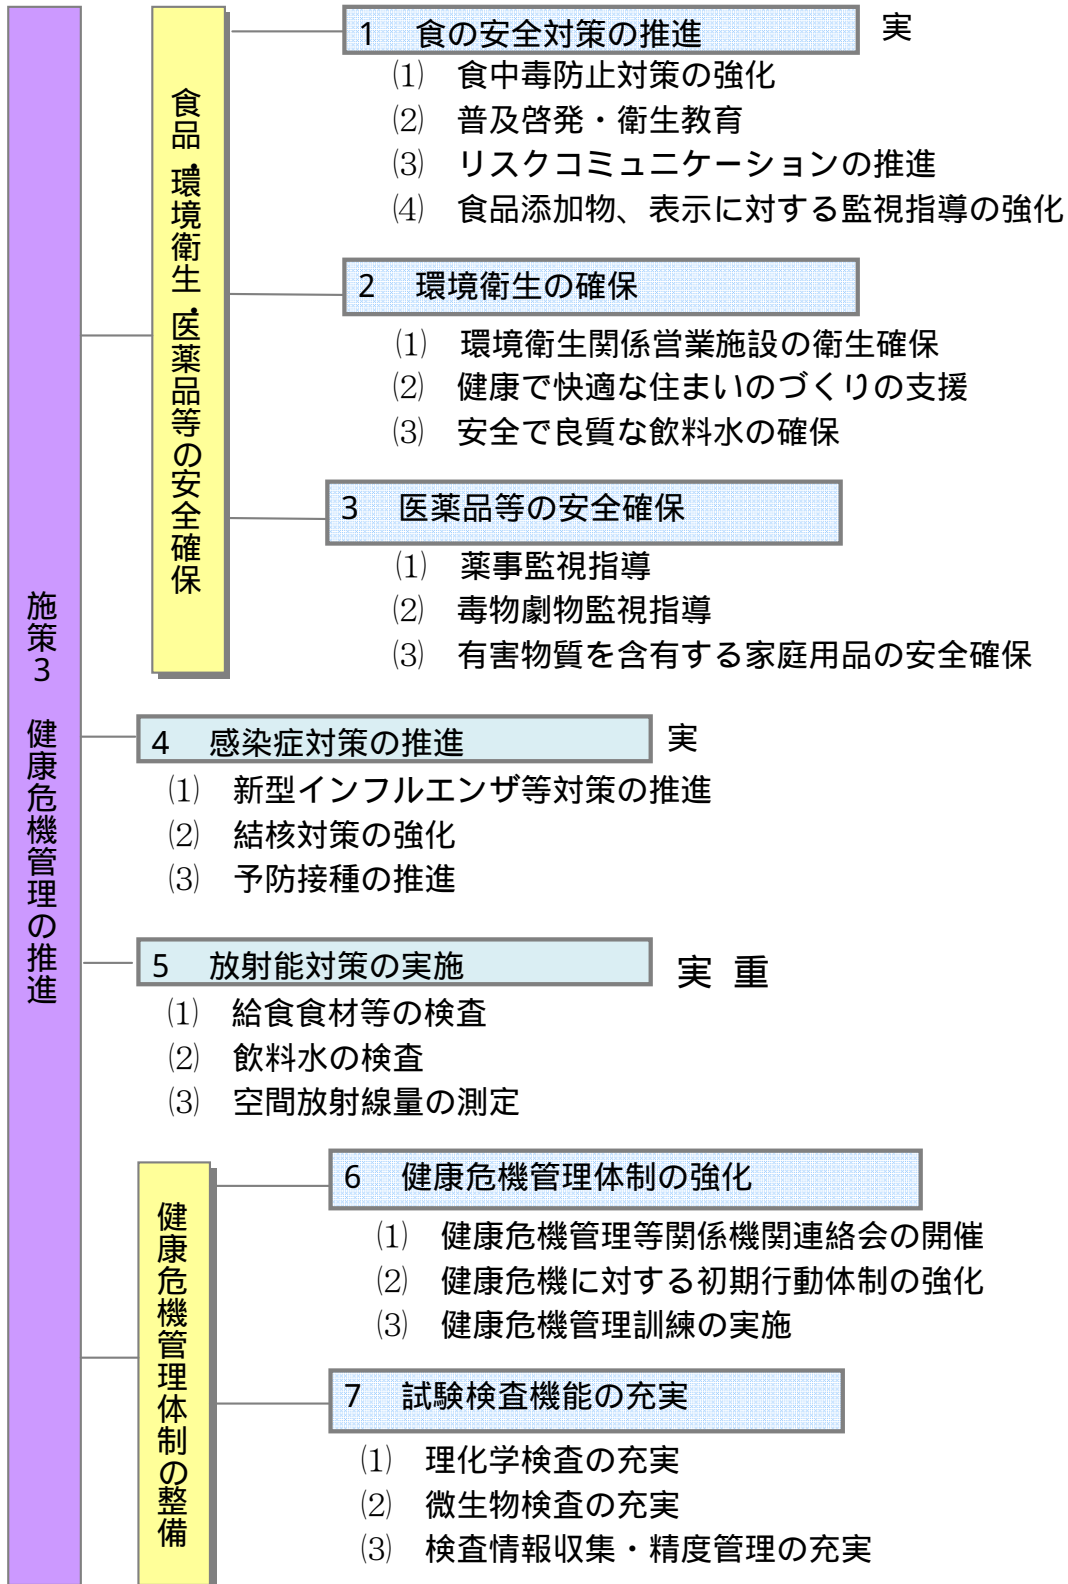 施策3 健康危機管理の推進
食品・環境衛生・医薬品等の安全確保
1 食の安全対策の推進 実
⑴ 食中毒防止対策の強化
⑵ 普及啓発・衛生教育
⑶ リスクコミュニケーションの推進
⑷ 食品添加物、表示に対する監視指導の強化
2 環境衛生の確保
⑴ 環境衛生関係営業施設の衛生確保
⑵ 健康で快適な住まいのづくりの支援
⑶ 安全で良質な飲料水の確保
3 医薬品等の安全確保
⑴ 薬事監視指導
⑵ 毒物劇物監視指導
⑶ 有害物質を含有する家庭用品の安全確保
4 感染症対策の推進 実
⑴ 新型インフルエンザ等対策の推進
⑵ 結核対策の強化
⑶ 予防接種の推進
5 放射能対策の実施 実 重
⑴ 給食食材等の検査
⑵ 飲料水の検査
⑶ 空間放射線量の測定
健康危機管理体制の整備
6 健康危機管理体制の強化
⑴ 健康危機管理等関係機関連絡会の開催
⑵ 健康危機に対する初期行動体制の強化
⑶ 健康危機管理訓練の実施
7 試験検査機能の充実
⑴ 理化学検査の充実
⑵ 微生物検査の充実
⑶ 検査情報収集・精度管理の充実